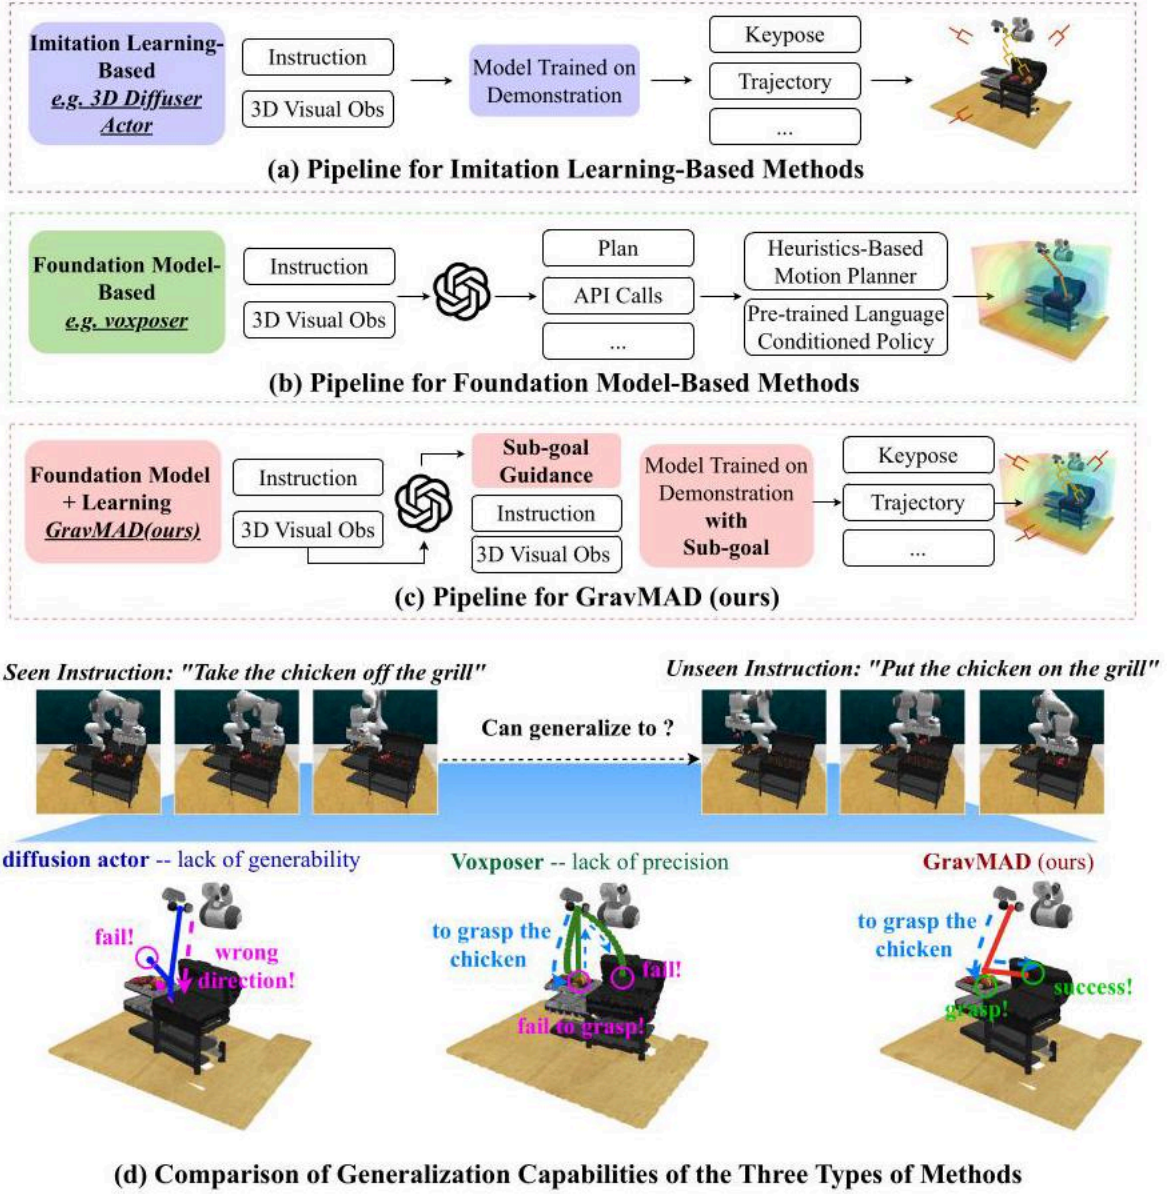 Imitation Learning-
Based
e.g. 3D Diffuser
Actor
Instruction
3D Visual Obs
Model Trained on
Demonstration
Keypose
Trajectory
...
(a) Pipeline for Imitation Learning-Based Methods
Foundation Model-
Based
e.g. voxposer
Instruction
3D Visual Obs
Plan
API Calls
...
Heuristics-Based
Motion Planner
Pre-trained Language
Conditioned Policy
(b) Pipeline for Foundation Model-Based Methods
Foundation Model
+ Learning
GravMAD(ours)
Instruction
3D Visual Obs
Sub-goal
Guidance
Instruction
3D Visual Obs
Model Trained on
Demonstration
with
Sub-goal
Keypose
Trajectory
...
(c) Pipeline for GravMAD (ours)
Seen Instruction: "Take the chicken off the grill"
Can generalize to ?
Unseen Instruction: "Put the chicken on the grill"
diffusion actor -- lack of generability
fail!
wrong
direction!
Voxposer -- lack of precision
to grasp the
chicken
fail!
fail to grasp!
GravMAD (ours)
to grasp the
chicken
success!
grasp!
(d) Comparison of Generalization Capabilities of the Three Types of Methods